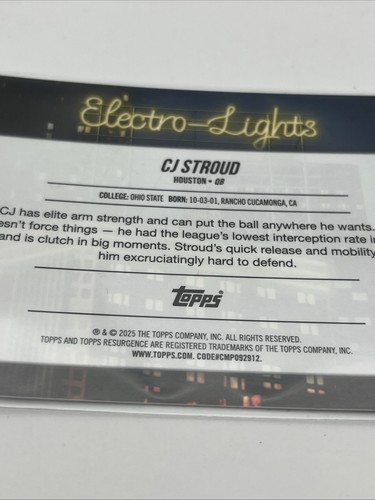 Electro-Lights
CJ STROUD
HOUSTON • QB
COLLEGE: OHIO STATE BORN: 10-03-01, RANCHO CUCAMONGA, CA
CJ has elite arm strength and can put the ball anywhere he wants.
esn't force things — he had the league's lowest interception rate i
and is clutch in big moments. Stroud's quick release and mobility
him excruciatingly hard to defend.
topps
® & © 2025 THE TOPPS COMPANY, INC. ALL RIGHTS RESERVED.
TOPPS AND TOPPS RESURGENCE ARE REGISTERED TRADEMARKS OF THE TOPPS COMPANY, INC.
WWW.TOPPS.COM. CODE#CMP092912.